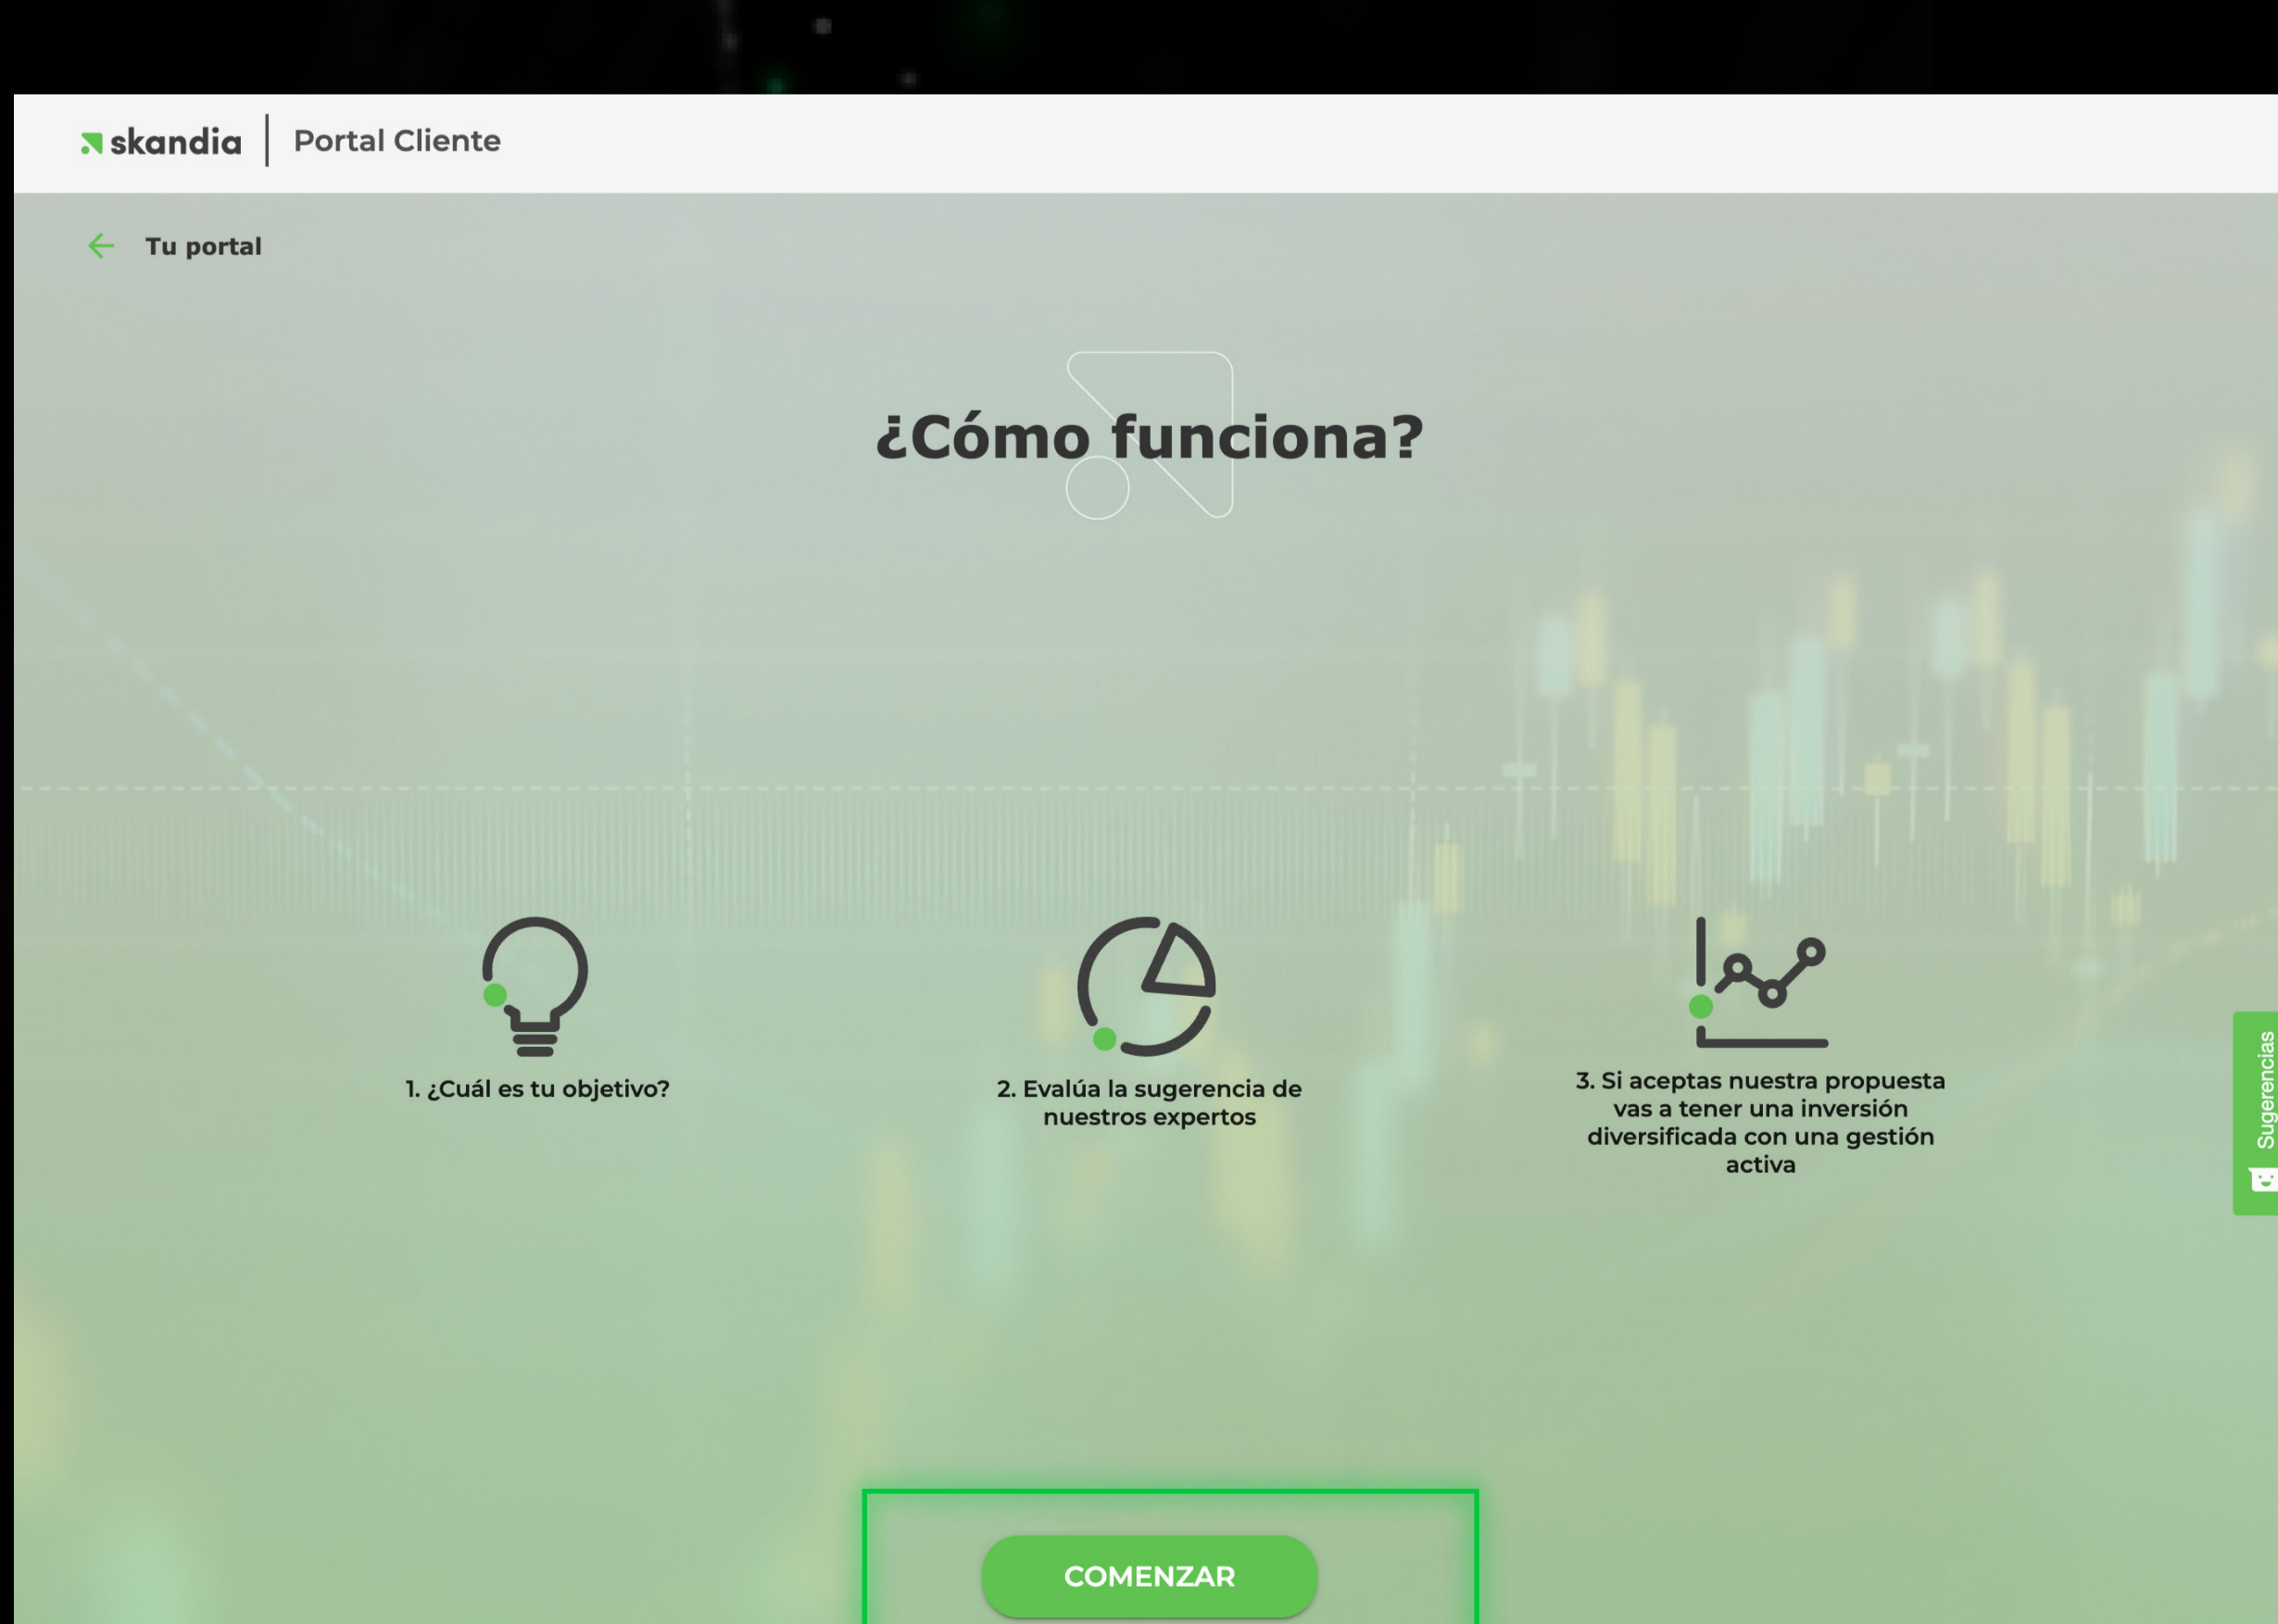 skandia Portal Cliente
Tu portal
¿Cómo funciona?
1. ¿Cuál es tu objetivo?
2. Evalúa la sugerencia de
nuestros expertos
3. Si aceptas nuestra propuesta
vas a tener una inversión
diversificada con una gestión
activa
Sugerencias
COMENZAR